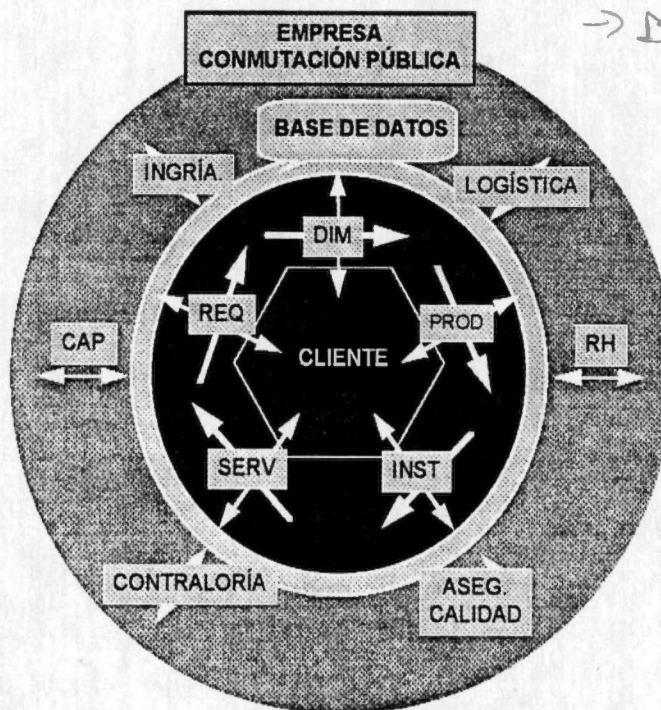 EMPRESA
CONMUTACIÓN PÚBLICA
BASE DE DATOS
INGRÍA.
LOGÍSTICA
DIM
REQ
PROD
CAP
CLIENTE
RH
SERV
INST
CONTRALORÍA
ASEG.
CALIDAD